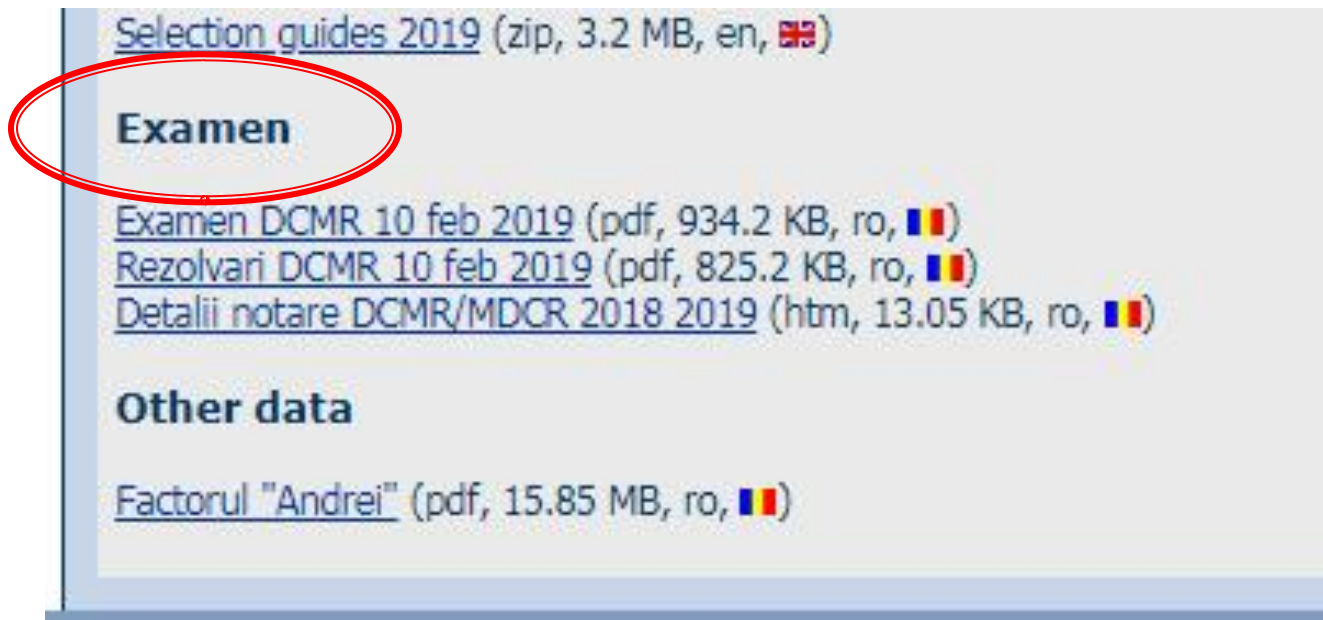 Selection guides 2019 (zip, 3.2 MB, en, )
Examen
Examen DCMR 10 feb 2019 (pdf, 934.2 KB, ro, )
Rezolvari DCMR 10 feb 2019 (pdf, 825.2 KB, ro, )
Detalii notare DCMR/MDCR 2018 2019 (htm, 13.05 KB, ro, )
Other data
Factorul "Andrei" (pdf, 15.85 MB, ro, )